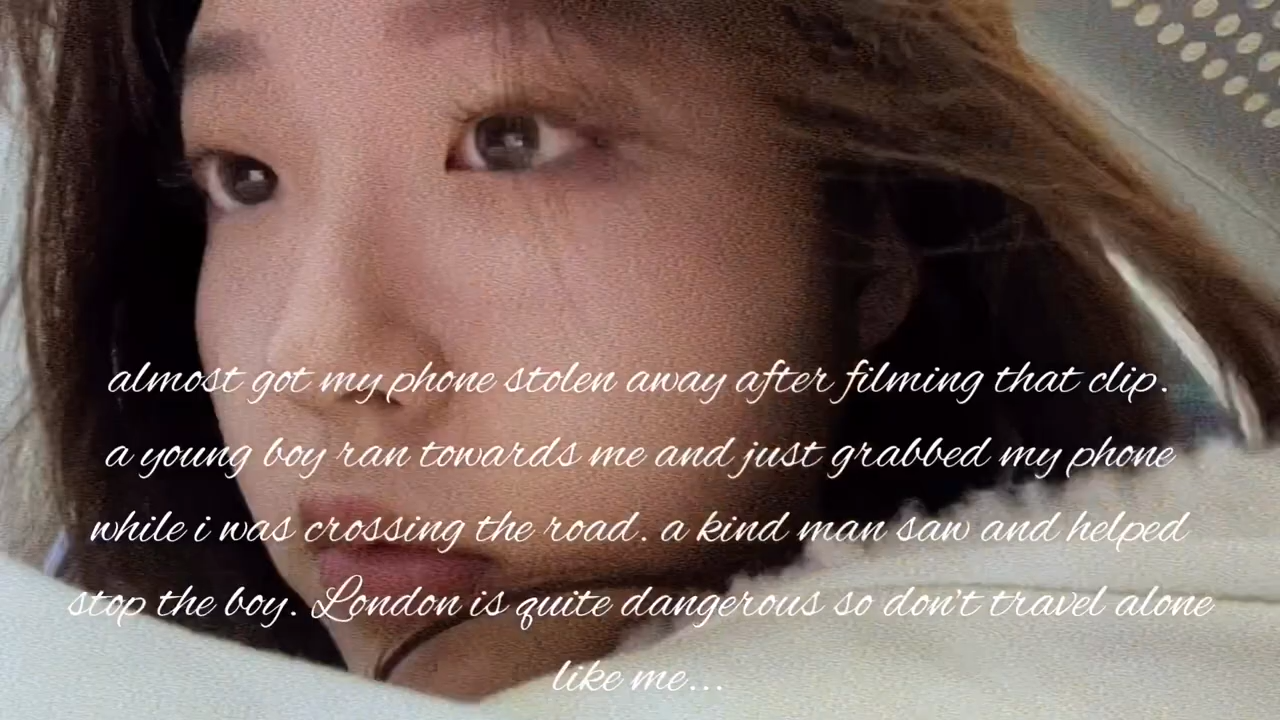 almost got my phone stolen away after filming that clip.
a young boy ran towards me and just grabbed my phone
while i was crossing the road. a kind man saw and helped
stop the boy. London is quite dangerous so don't travel alone
like me...